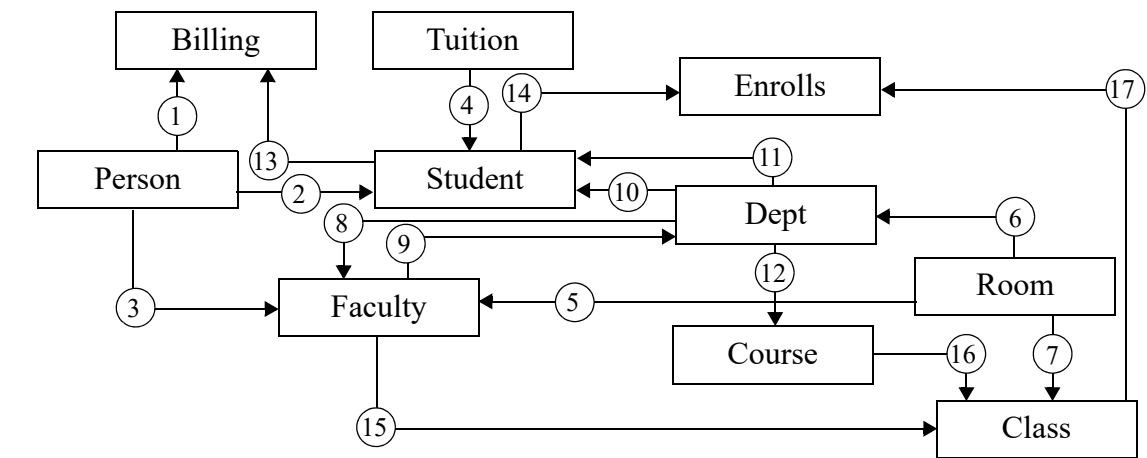 Billing
Tuition
Enrolls
17
14
4
1
13
11
Person
Student
2
10
Dept
8
9
6
12
Room
3
Faculty
5
Course
16
7
15
Class